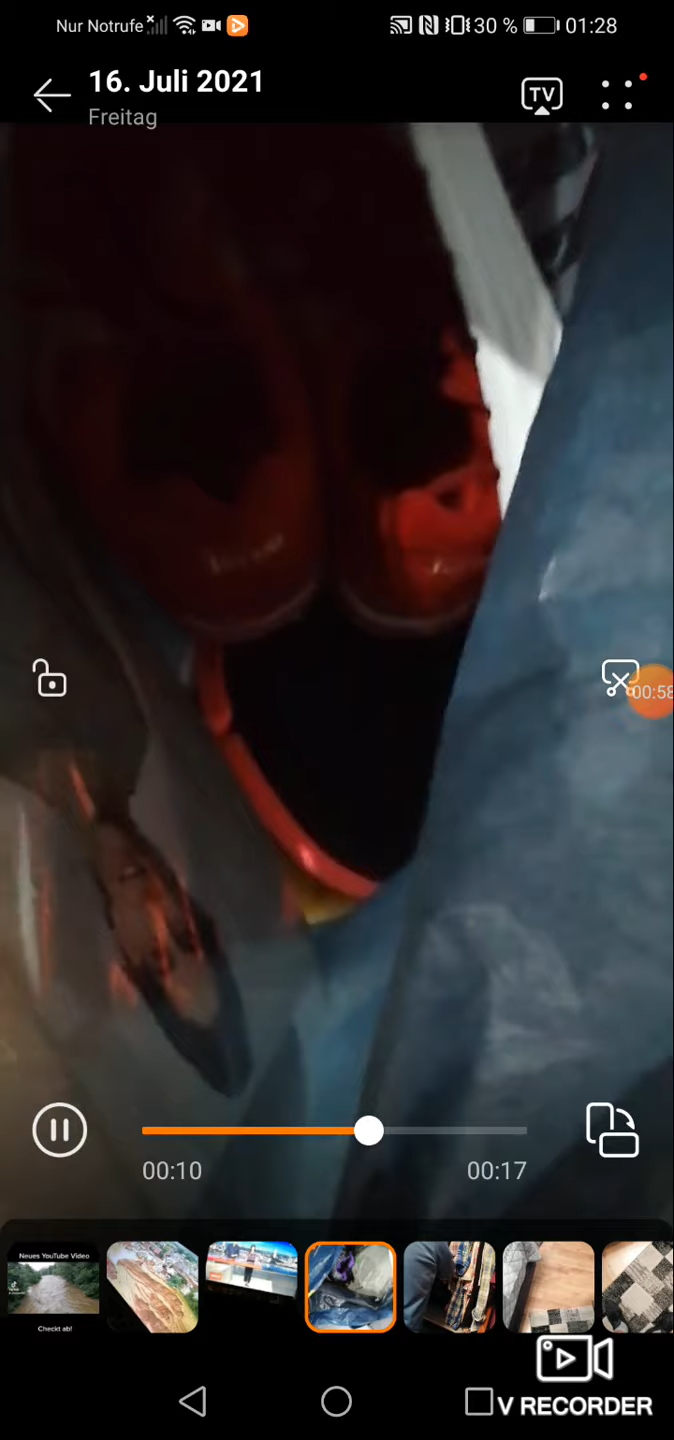 Nur Notrufe
30 %
01:28
16. Juli 2021
Freitag
TV
00:58
00:10
00:17
Neues YouTube Video
Checkt ab!
V RECORDER